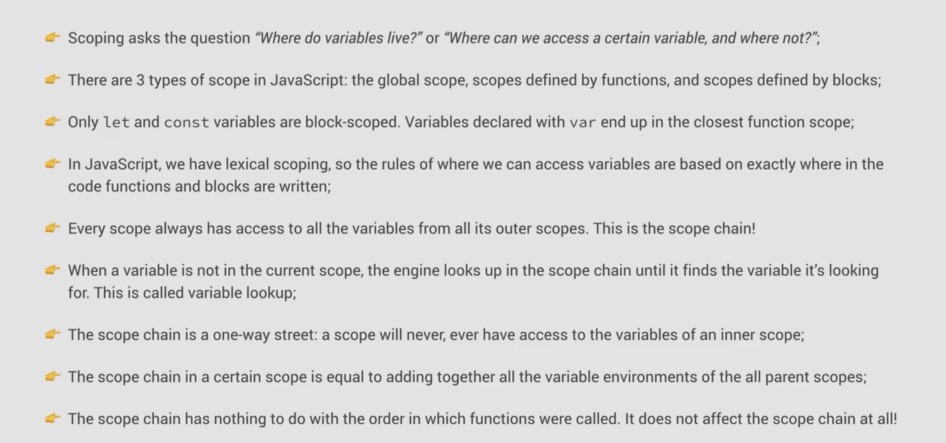 Scoping asks the question “Where do variables live?” or “Where can we access a certain variable, and where not?”;
There are 3 types of scope in JavaScript: the global scope, scopes defined by functions, and scopes defined by blocks;
Only let and const variables are block-scoped. Variables declared with var end up in the closest function scope;
In JavaScript, we have lexical scoping, so the rules of where we can access variables are based on exactly where in the
code functions and blocks are written;
Every scope always has access to all the variables from all its outer scopes. This is the scope chain!
When a variable is not in the current scope, the engine looks up in the scope chain until it finds the variable it’s looking
for. This is called variable lookup;
The scope chain is a one-way street: a scope will never, ever have access to the variables of an inner scope;
The scope chain in a certain scope is equal to adding together all the variable environments of the all parent scopes;
The scope chain has nothing to do with the order in which functions were called. It does not affect the scope chain at all!